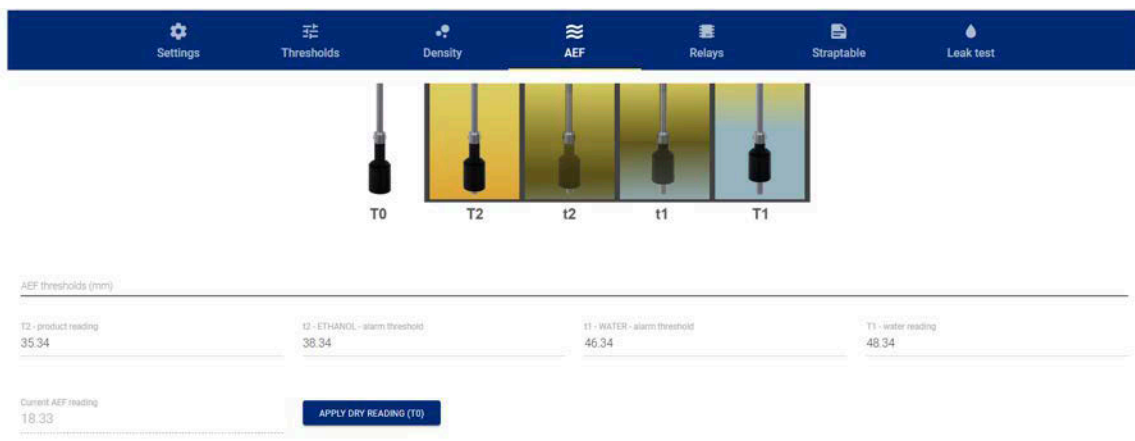 Settings Thresholds Density AEF Relays Straptable Leak test
T0 T2 t2 t1 T1
AEF thresholds (mm)
T2 - product reading t2 - ETHANOL - alarm threshold t1 - WATER - alarm threshold T1 - water reading
35.34 38.34 46.34 48.34
Current AEF reading
18.33 APPLY DRY READING (T0)